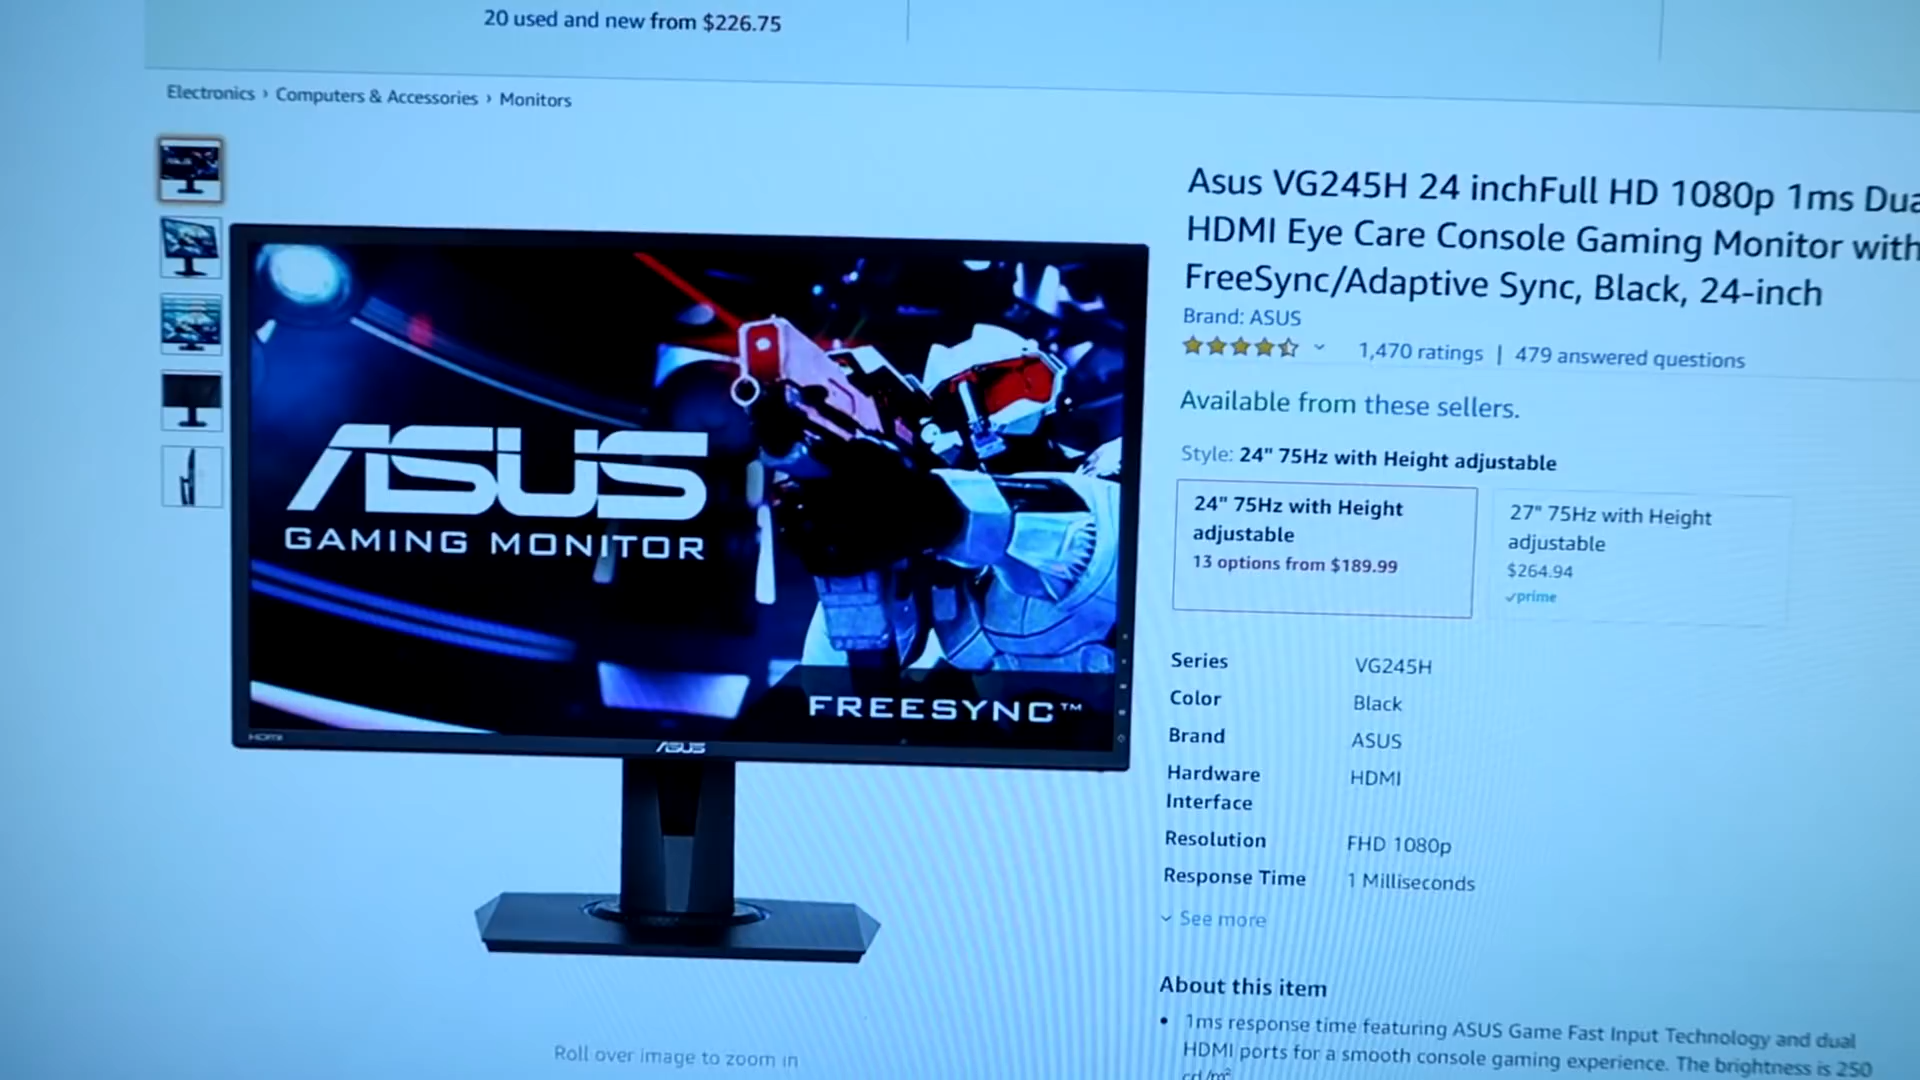 20 used and new from $226.75
Electronics › Computers & Accessories › Monitors
Asus VG245H 24 inchFull HD 1080p 1ms Dua
HDMI Eye Care Console Gaming Monitor with
FreeSync/Adaptive Sync, Black, 24-inch
Brand: ASUS
1,470 ratings | 479 answered questions
Available from these sellers.
Style: 24" 75Hz with Height adjustable
24" 75Hz with Height
adjustable
13 options from $189.99
27" 75Hz with Height
adjustable
$264.94
prime
ASUS
GAMING MONITOR
FREESYNC™
HDMI
ASUS
Series VG245H
Color Black
Brand ASUS
Hardware
Interface HDMI
Resolution FHD 1080p
Response Time 1 Milliseconds
See more
About this item
• 1ms response time featuring ASUS Game Fast Input Technology and dual
HDMI ports for a smooth console gaming experience. The brightness is 250
cd/m²
Roll over image to zoom in